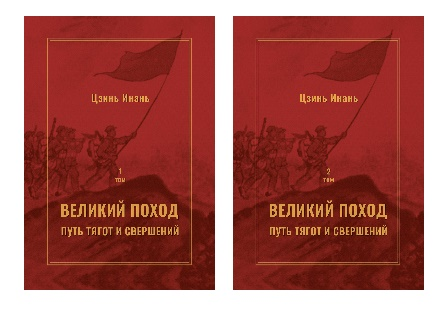 Цзинь Инань
1
том
ВЕЛИКИЙ ПОХОД
ПУТЬ ТЯГОТ И СВЕРШЕНИЙ
Цзинь Инань
2
том
ВЕЛИКИЙ ПОХОД
ПУТЬ ТЯГОТ И СВЕРШЕНИЙ